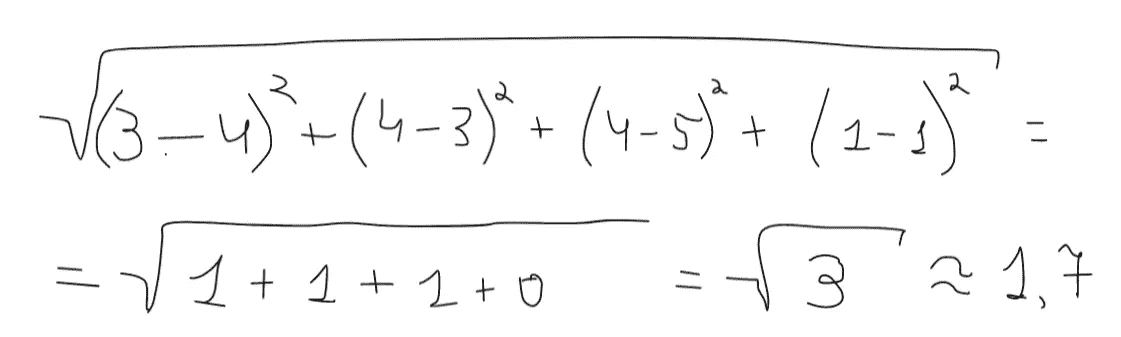 √((3-4)² + (4-3)² + (4-5)² + (1-1)²) =
= √(1 + 1 + 1 + 0) = √3 ≈ 1,7